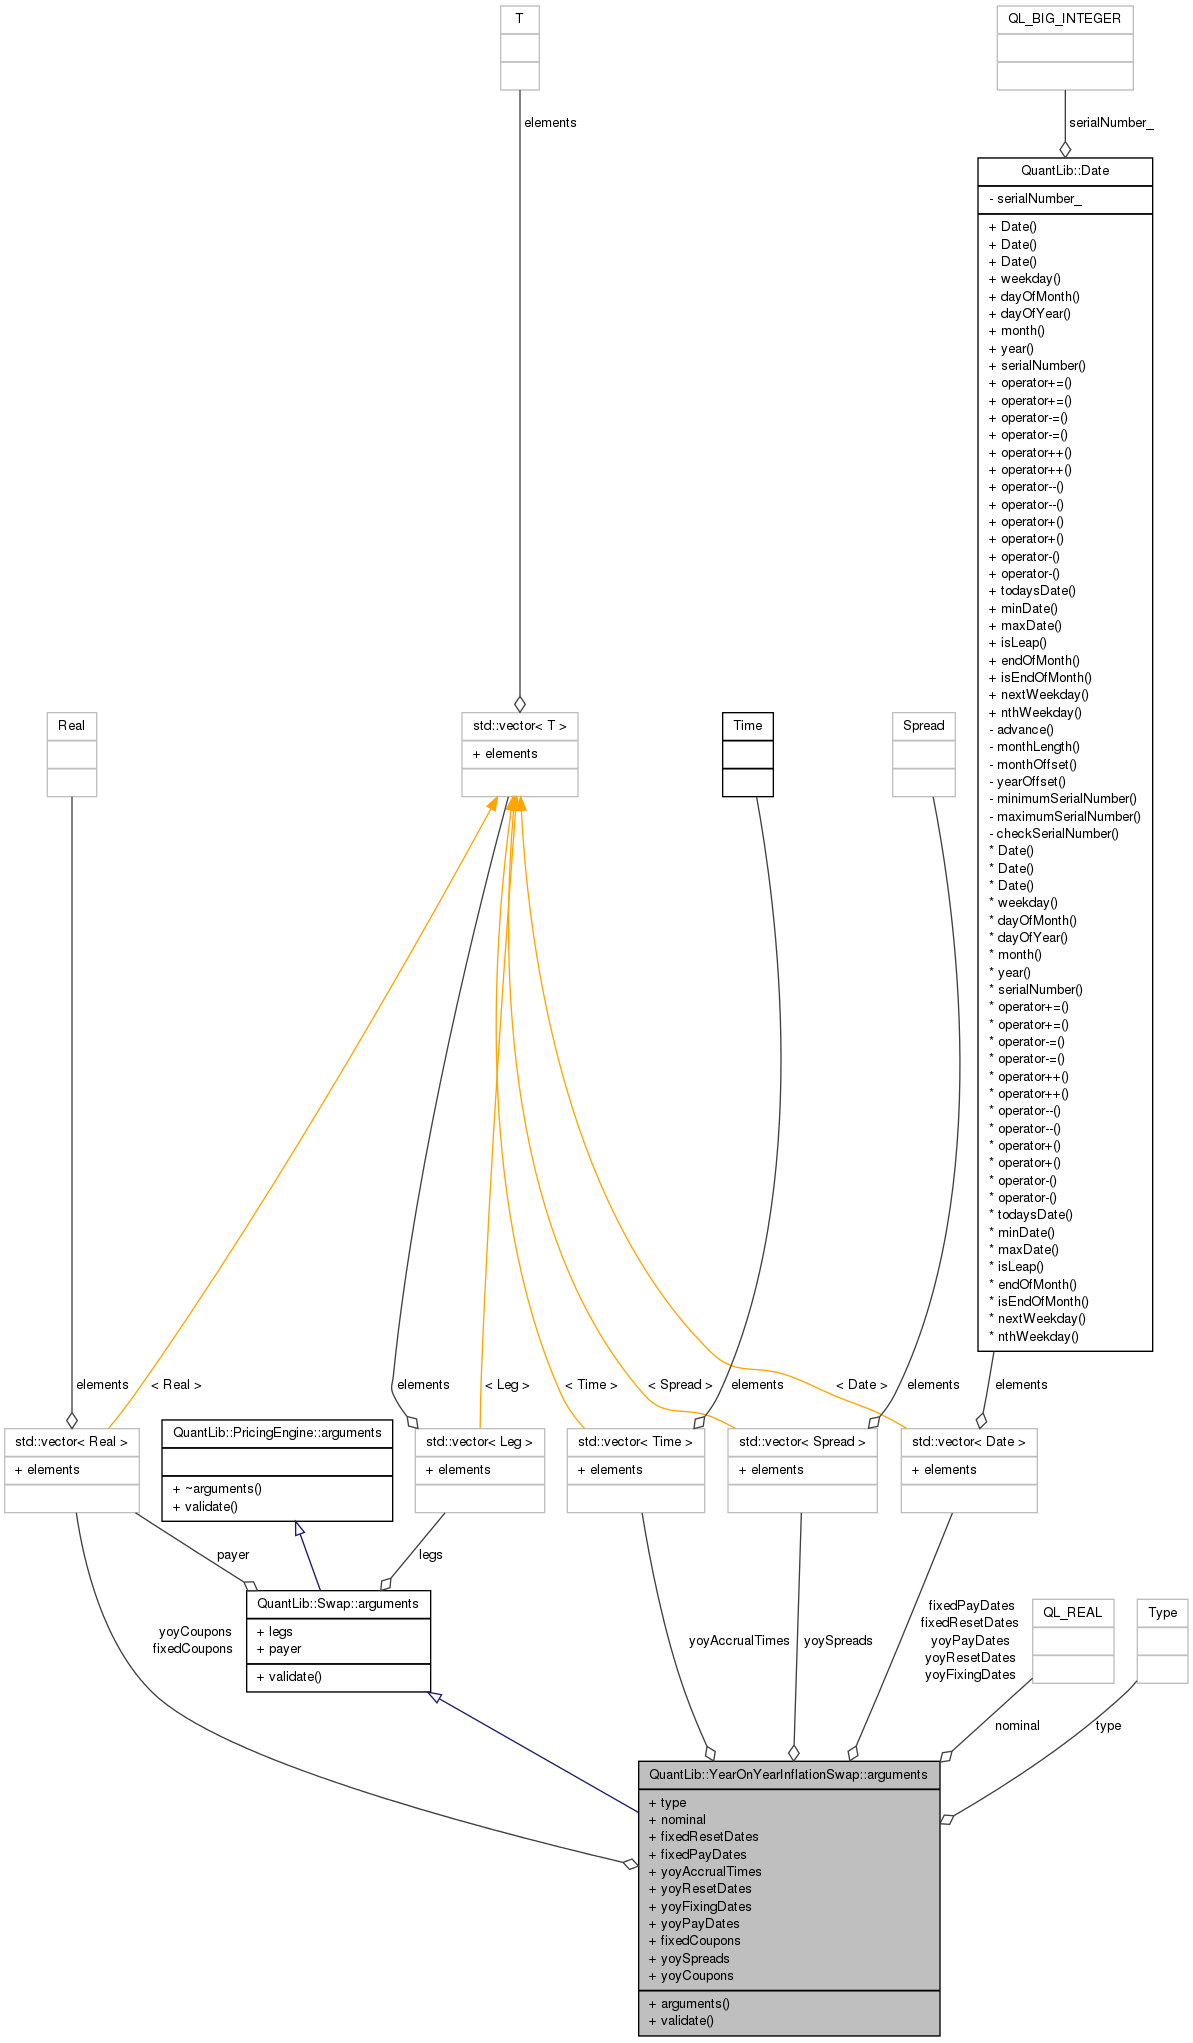 T
QL_BIG_INTEGER
elements
serialNumber_
QuantLib::Date
- serialNumber_
+ Date()
+ Date()
+ Date()
+ weekday()
+ dayOfMonth()
+ dayOfYear()
+ month()
+ year()
+ serialNumber()
+ operator+=()
+ operator+=()
+ operator-=()
+ operator-=()
+ operator++()
+ operator++()
+ operator--()
+ operator--()
+ operator+()
+ operator+()
+ operator-()
+ operator-()
+ todaysDate()
+ minDate()
+ maxDate()
+ isLeap()
+ endOfMonth()
+ isEndOfMonth()
+ nextWeekday()
+ nthWeekday()
- advance()
- monthLength()
- monthOffset()
- yearOffset()
- minimumSerialNumber()
- maximumSerialNumber()
- checkSerialNumber()
* Date()
* Date()
* Date()
* weekday()
* dayOfMonth()
* dayOfYear()
* month()
* year()
* serialNumber()
* operator+=()
* operator+=()
* operator-=()
* operator-=()
* operator++()
* operator++()
* operator--()
* operator--()
* operator+()
* operator+()
* operator-()
* operator-()
* todaysDate()
* minDate()
* maxDate()
* isLeap()
* endOfMonth()
* isEndOfMonth()
* nextWeekday()
* nthWeekday()
Real
std::vector< T >
+ elements
Time
Spread
elements
< Real >
elements
< Leg >
< Time >
< Spread >
elements
< Date >
elements
elements
std::vector< Real >
+ elements
QuantLib::PricingEngine::arguments
+ ~arguments()
+ validate()
std::vector< Leg >
+ elements
std::vector< Time >
+ elements
std::vector< Spread >
+ elements
std::vector< Date >
+ elements
payer
legs
QuantLib::Swap::arguments
+ legs
+ payer
+ validate()
yoyCoupons
fixedCoupons
yoyAccrualTimes
yoySpreads
fixedPayDates
fixedResetDates
yoyPayDates
yoyResetDates
yoyFixingDates
QL_REAL
Type
nominal
type
QuantLib::YearOnYearInflationSwap::arguments
+ type
+ nominal
+ fixedResetDates
+ fixedPayDates
+ yoyAccrualTimes
+ yoyResetDates
+ yoyFixingDates
+ yoyPayDates
+ fixedCoupons
+ yoySpreads
+ yoyCoupons
+ arguments()
+ validate()